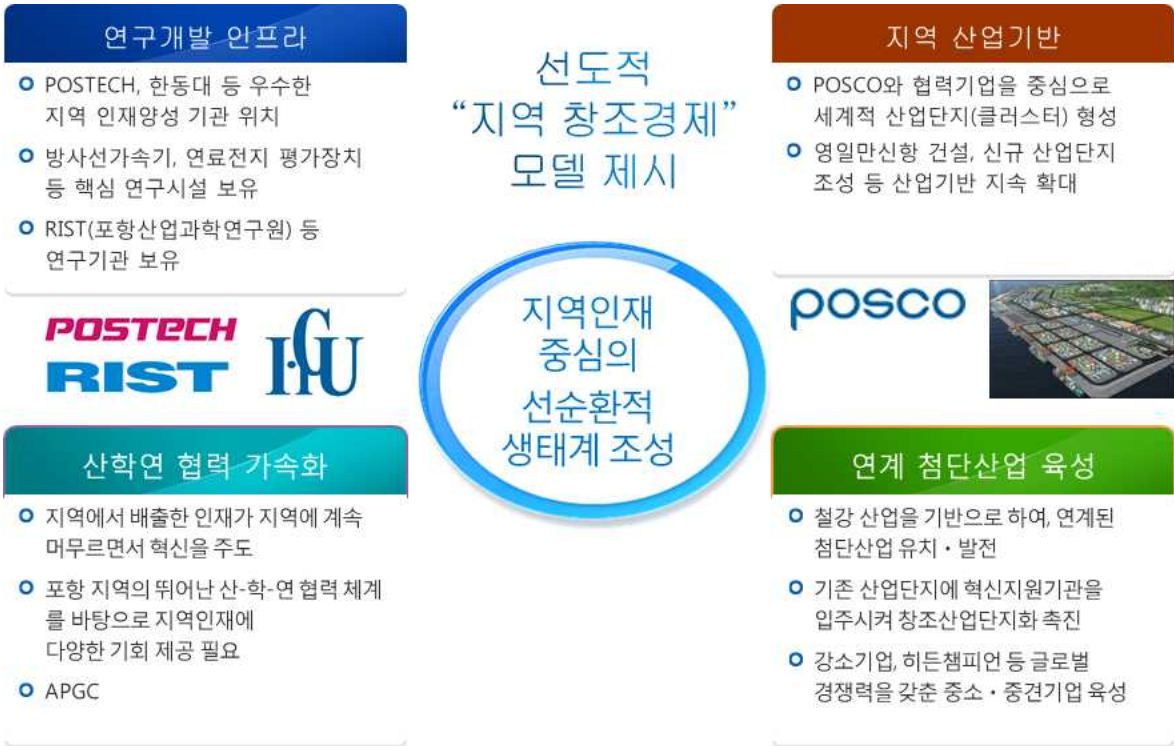 연구개발 인프라
POSTECH, 한동대 등 우수한
지역 인재양성 기관 위치
방사선가속기, 연료전지 평가장치
등 핵심 연구시설 보유
RIST(포항산업과학연구원) 등
연구기관 보유
POSTECH
RIST
HGU
선도적
“지역 창조경제”
모델 제시
지역인재
중심의
선순환적
생태계 조성
지역 산업기반
POSCO와 협력기업을 중심으로
세계적 산업단지(클러스터) 형성
영일만신항 건설, 신규 산업단지
조성 등 산업기반 지속 확대
posco
산학연 협력 가속화
지역에서 배출한 인재가 지역에 계속
머무르면서 혁신을 주도
포항 지역의 뛰어난 산-학-연 협력 체계
를 바탕으로 지역인재에
다양한 기회 제공 필요
APGC
연계 첨단산업 육성
철강 산업을 기반으로 하여, 연계된
첨단산업 유치・발전
기존 산업단지에 혁신지원기관을
입주시켜 창조산업단지화 촉진
강소기업, 히든챔피언 등 글로벌
경쟁력을 갖춘 중소・중견기업 육성